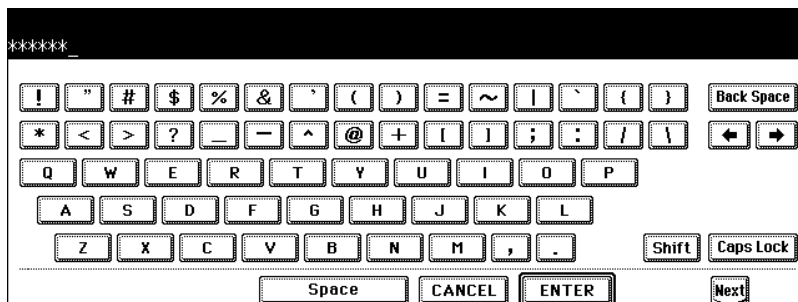 ******_
! " # $ % & ' ( ) = ~ | ` { } Back Space
* < > ? _ - ^ @ + [ ] ; : / \ ← →
Q W E R T Y U I O P
A S D F G H J K L
Z X C V B N M , . Shift Caps Lock
Space CANCEL ENTER Next